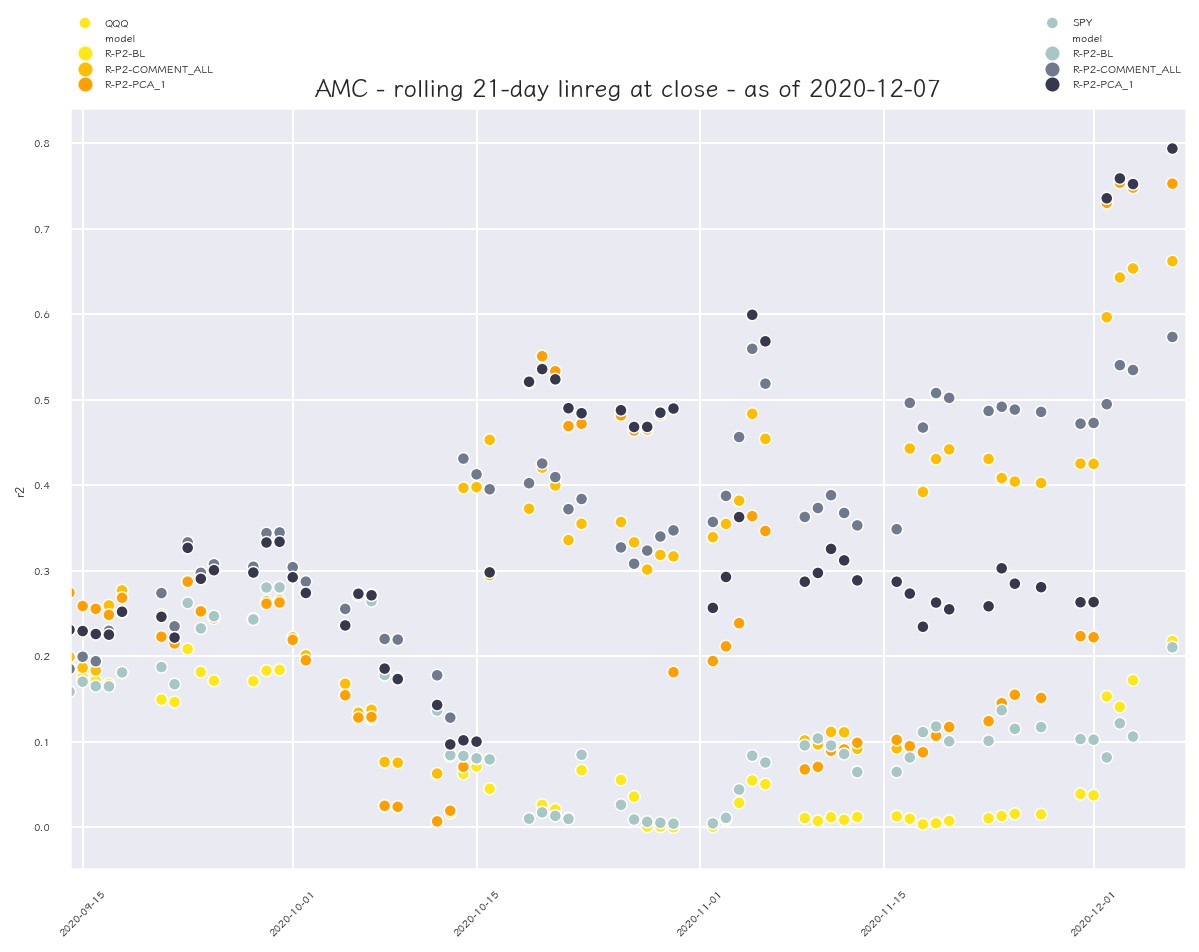 QQQ
model
R-P2-BL
R-P2-COMMENT_ALL
R-P2-PCA_1
SPY
model
R-P2-BL
R-P2-COMMENT_ALL
R-P2-PCA_1
AMC - rolling 21-day linreg at close - as of 2020-12-07
0.8
0.7
0.6
0.5
0.4
0.3
0.2
0.1
0.0
r2
2020-09-15
2020-10-01
2020-10-15
2020-11-01
2020-11-15
2020-12-01